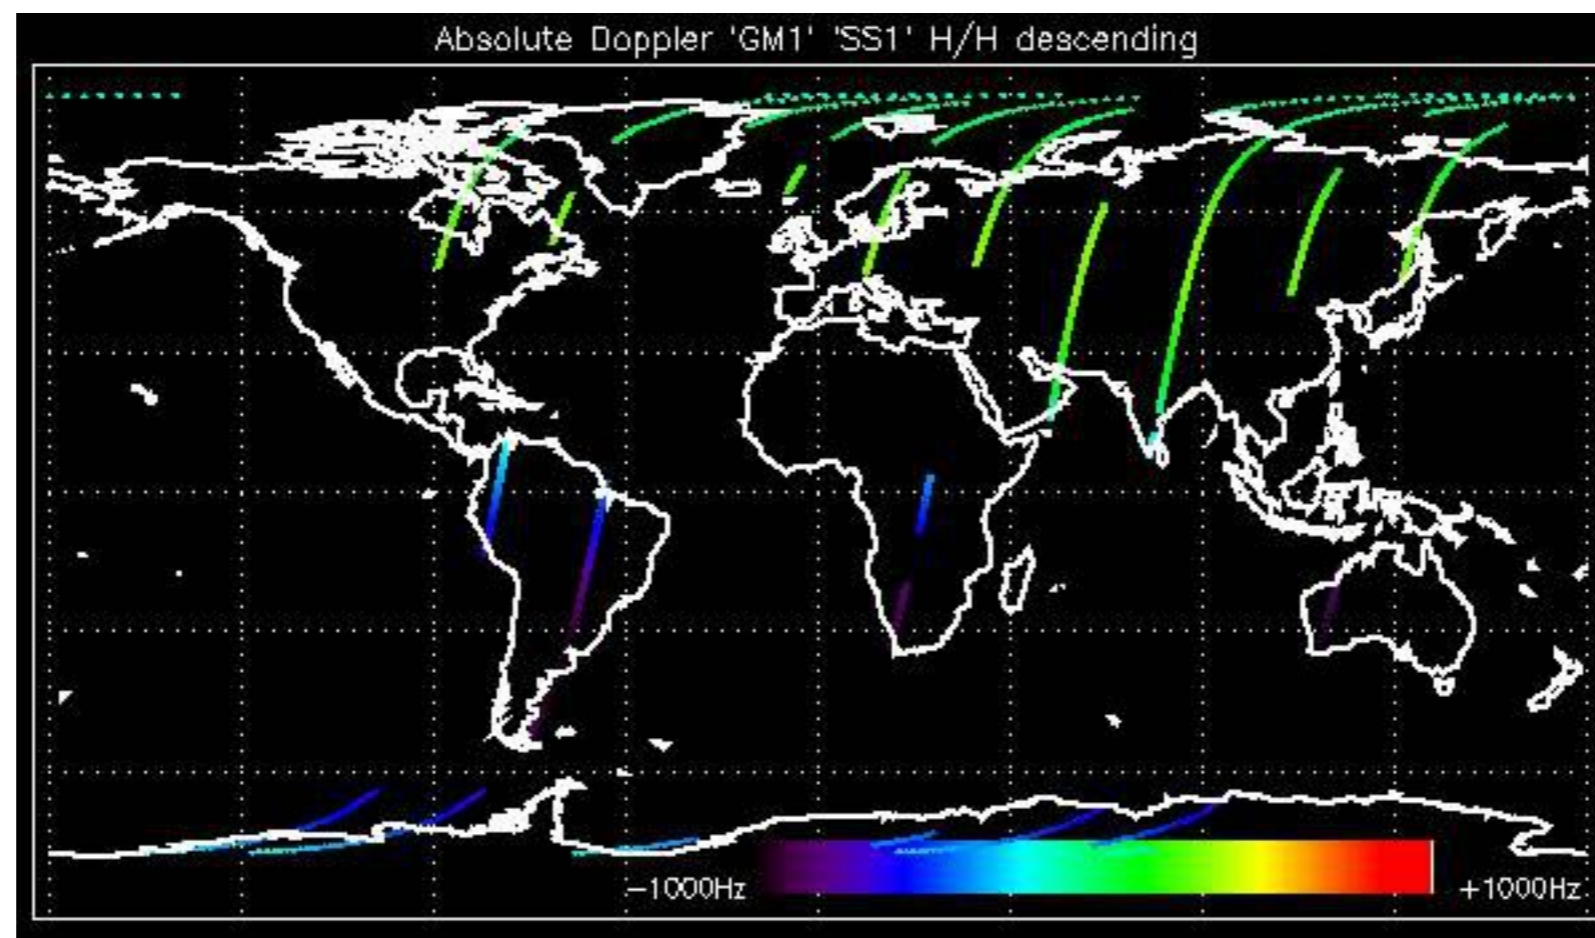 Absolute Doppler 'GM1' 'SS1' H/H descending
−1000Hz +1000Hz